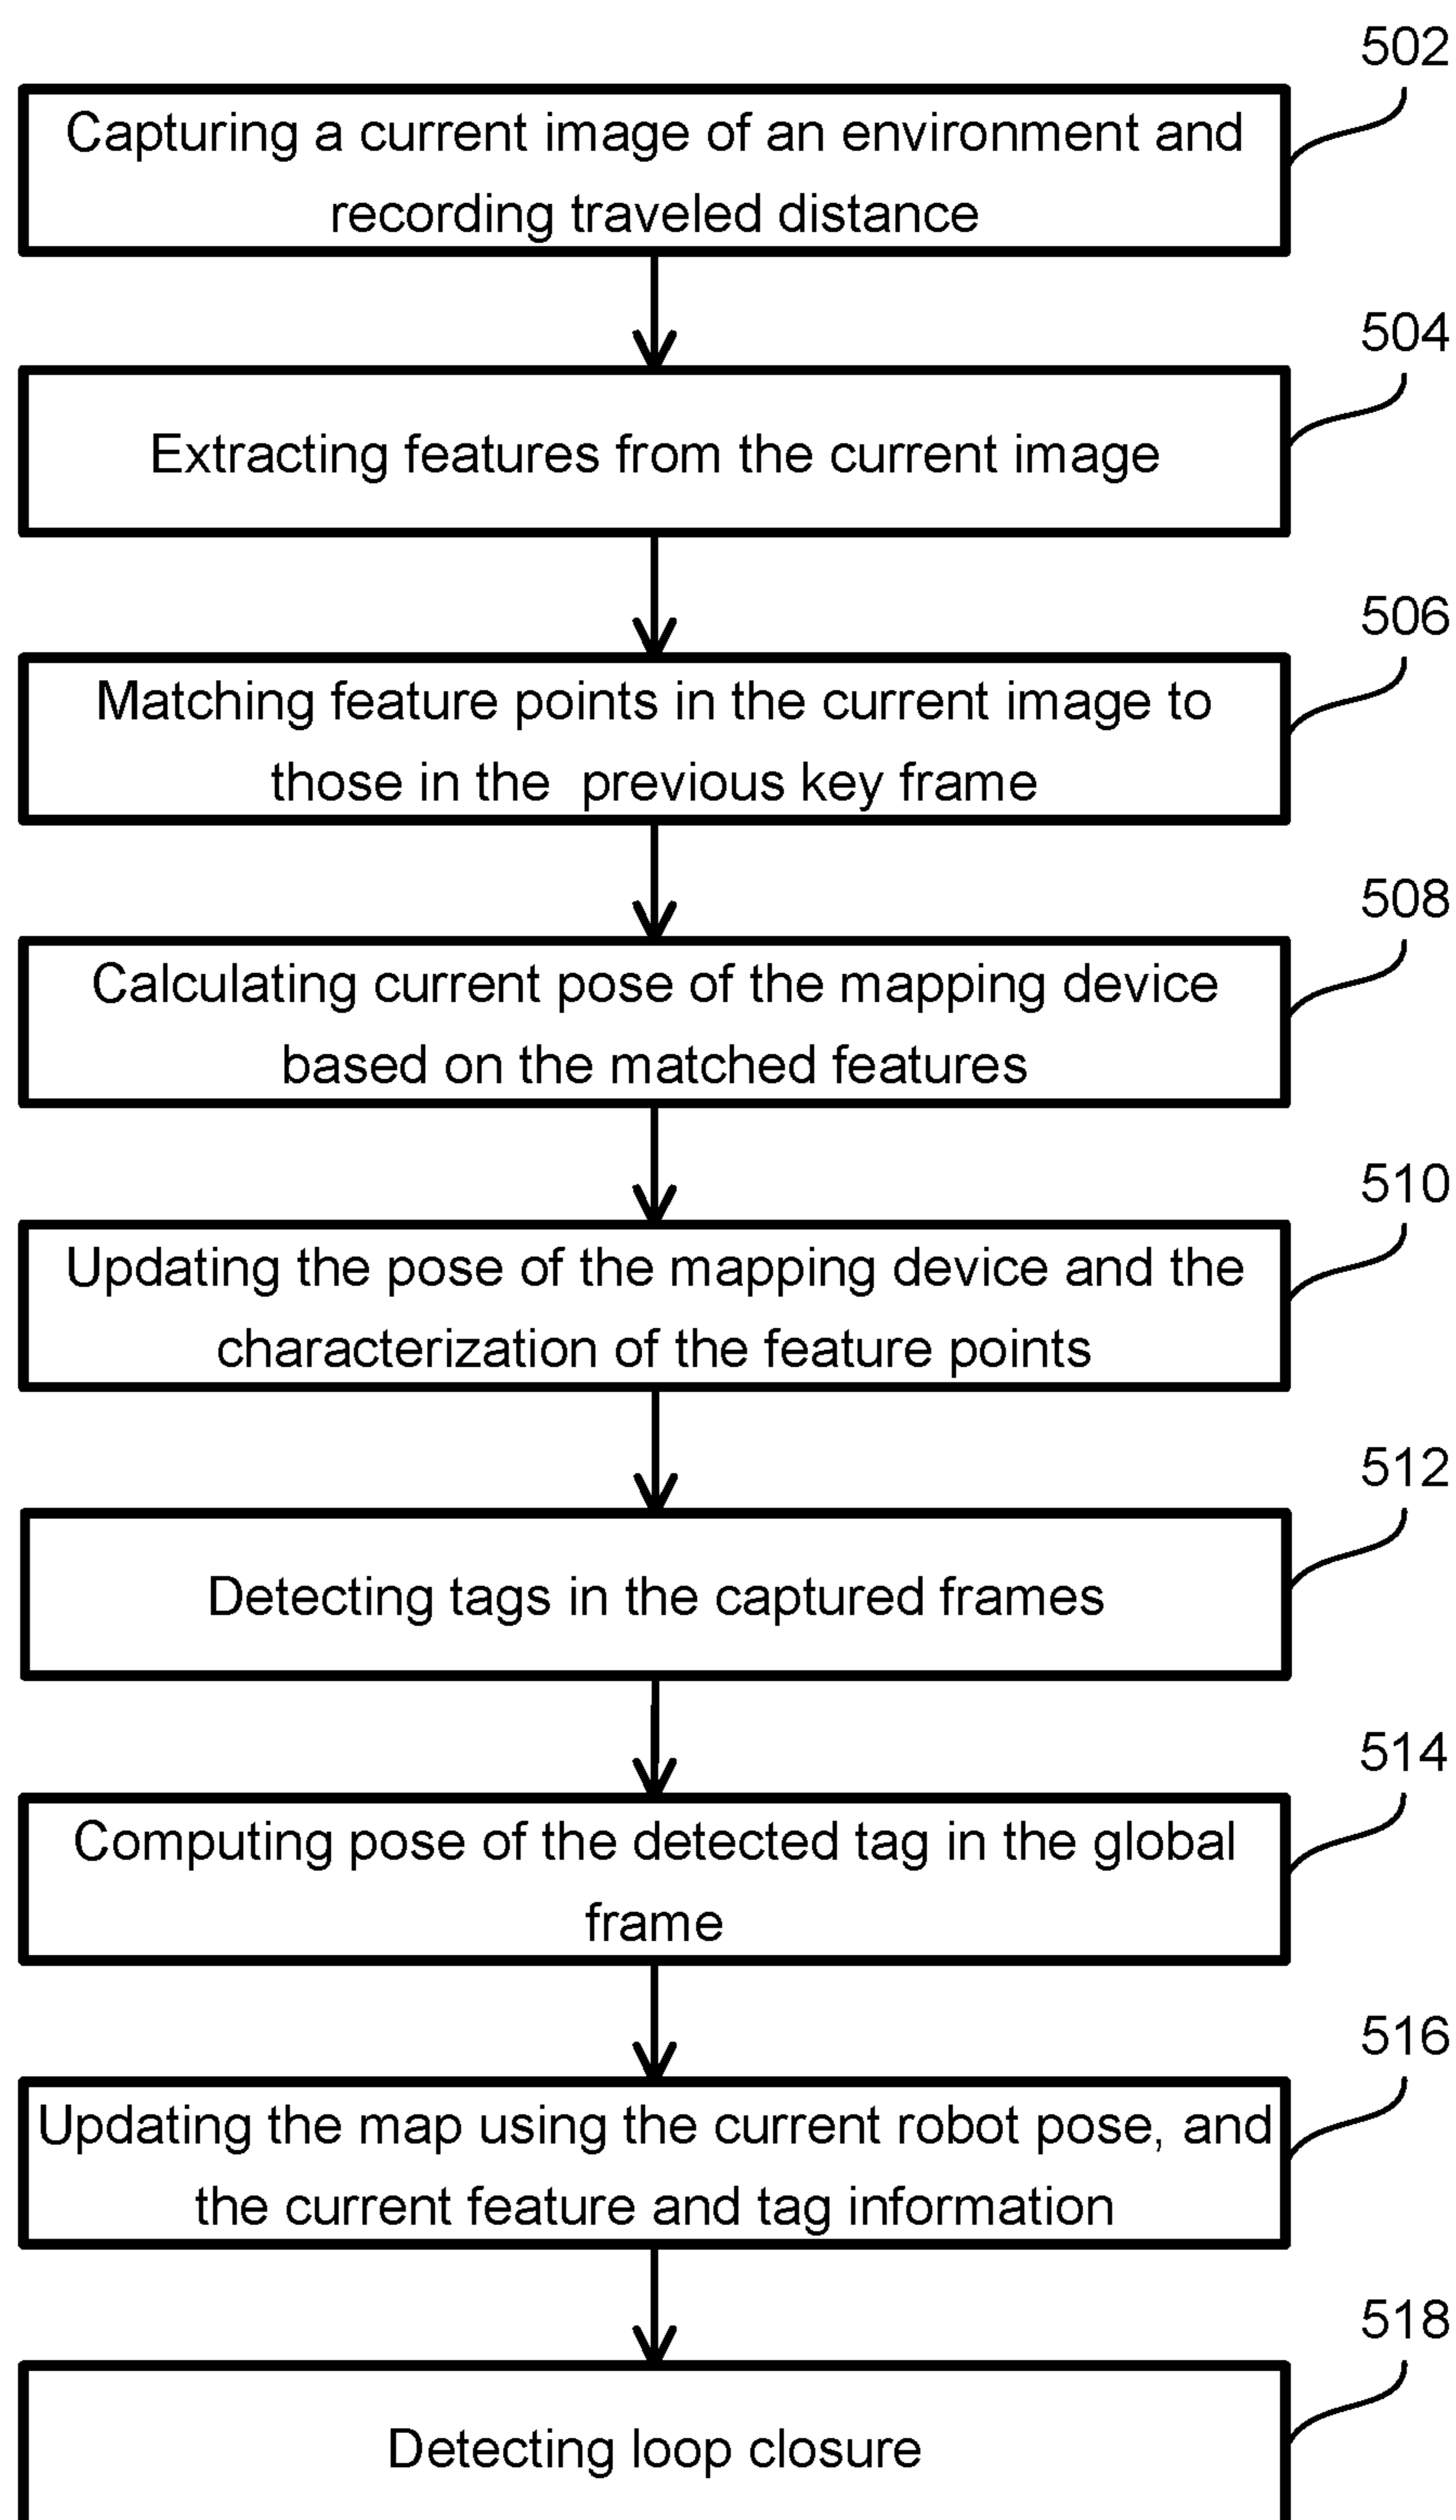 502
Capturing a current image of an environment and
recording traveled distance
504
Extracting features from the current image
506
Matching feature points in the current image to
those in the previous key frame
508
Calculating current pose of the mapping device
based on the matched features
510
Updating the pose of the mapping device and the
characterization of the feature points
512
Detecting tags in the captured frames
514
Computing pose of the detected tag in the global
frame
516
Updating the map using the current robot pose, and
the current feature and tag information
518
Detecting loop closure